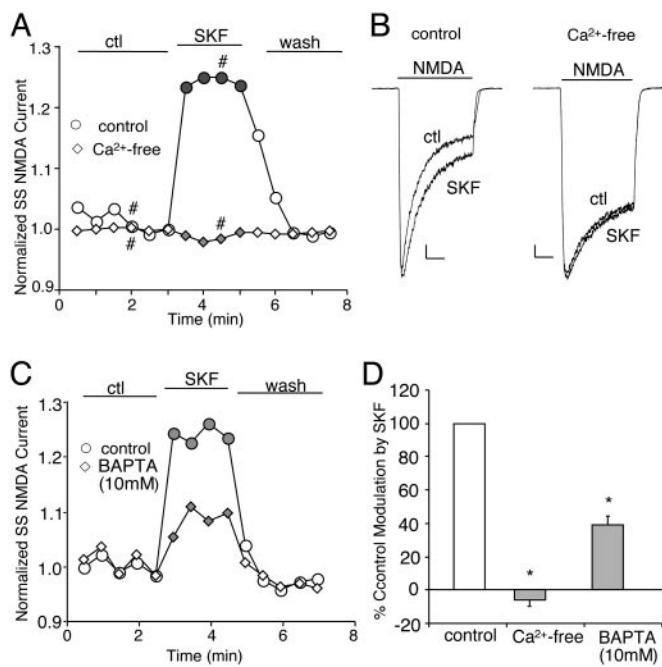 A
ctl
SKF
wash
1.3
1.2
1.1
1.0
0.9
Normalized SS NMDA Current
control
Ca²⁺-free
#
#
#
#
0
2
4
6
8
Time (min)
B
control
Ca²⁺-free
NMDA
NMDA
ctl
SKF
ctl
SKF
C
ctl
SKF
wash
1.3
1.2
1.1
1.0
0.9
Normalized SS NMDA Current
control
BAPTA
(10mM)
0
2
4
6
8
Time (min)
D
120
100
80
60
40
20
0
-20
% Ccontrol Modulation by SKF
*
*
control
Ca²⁺-free
BAPTA
(10mM)